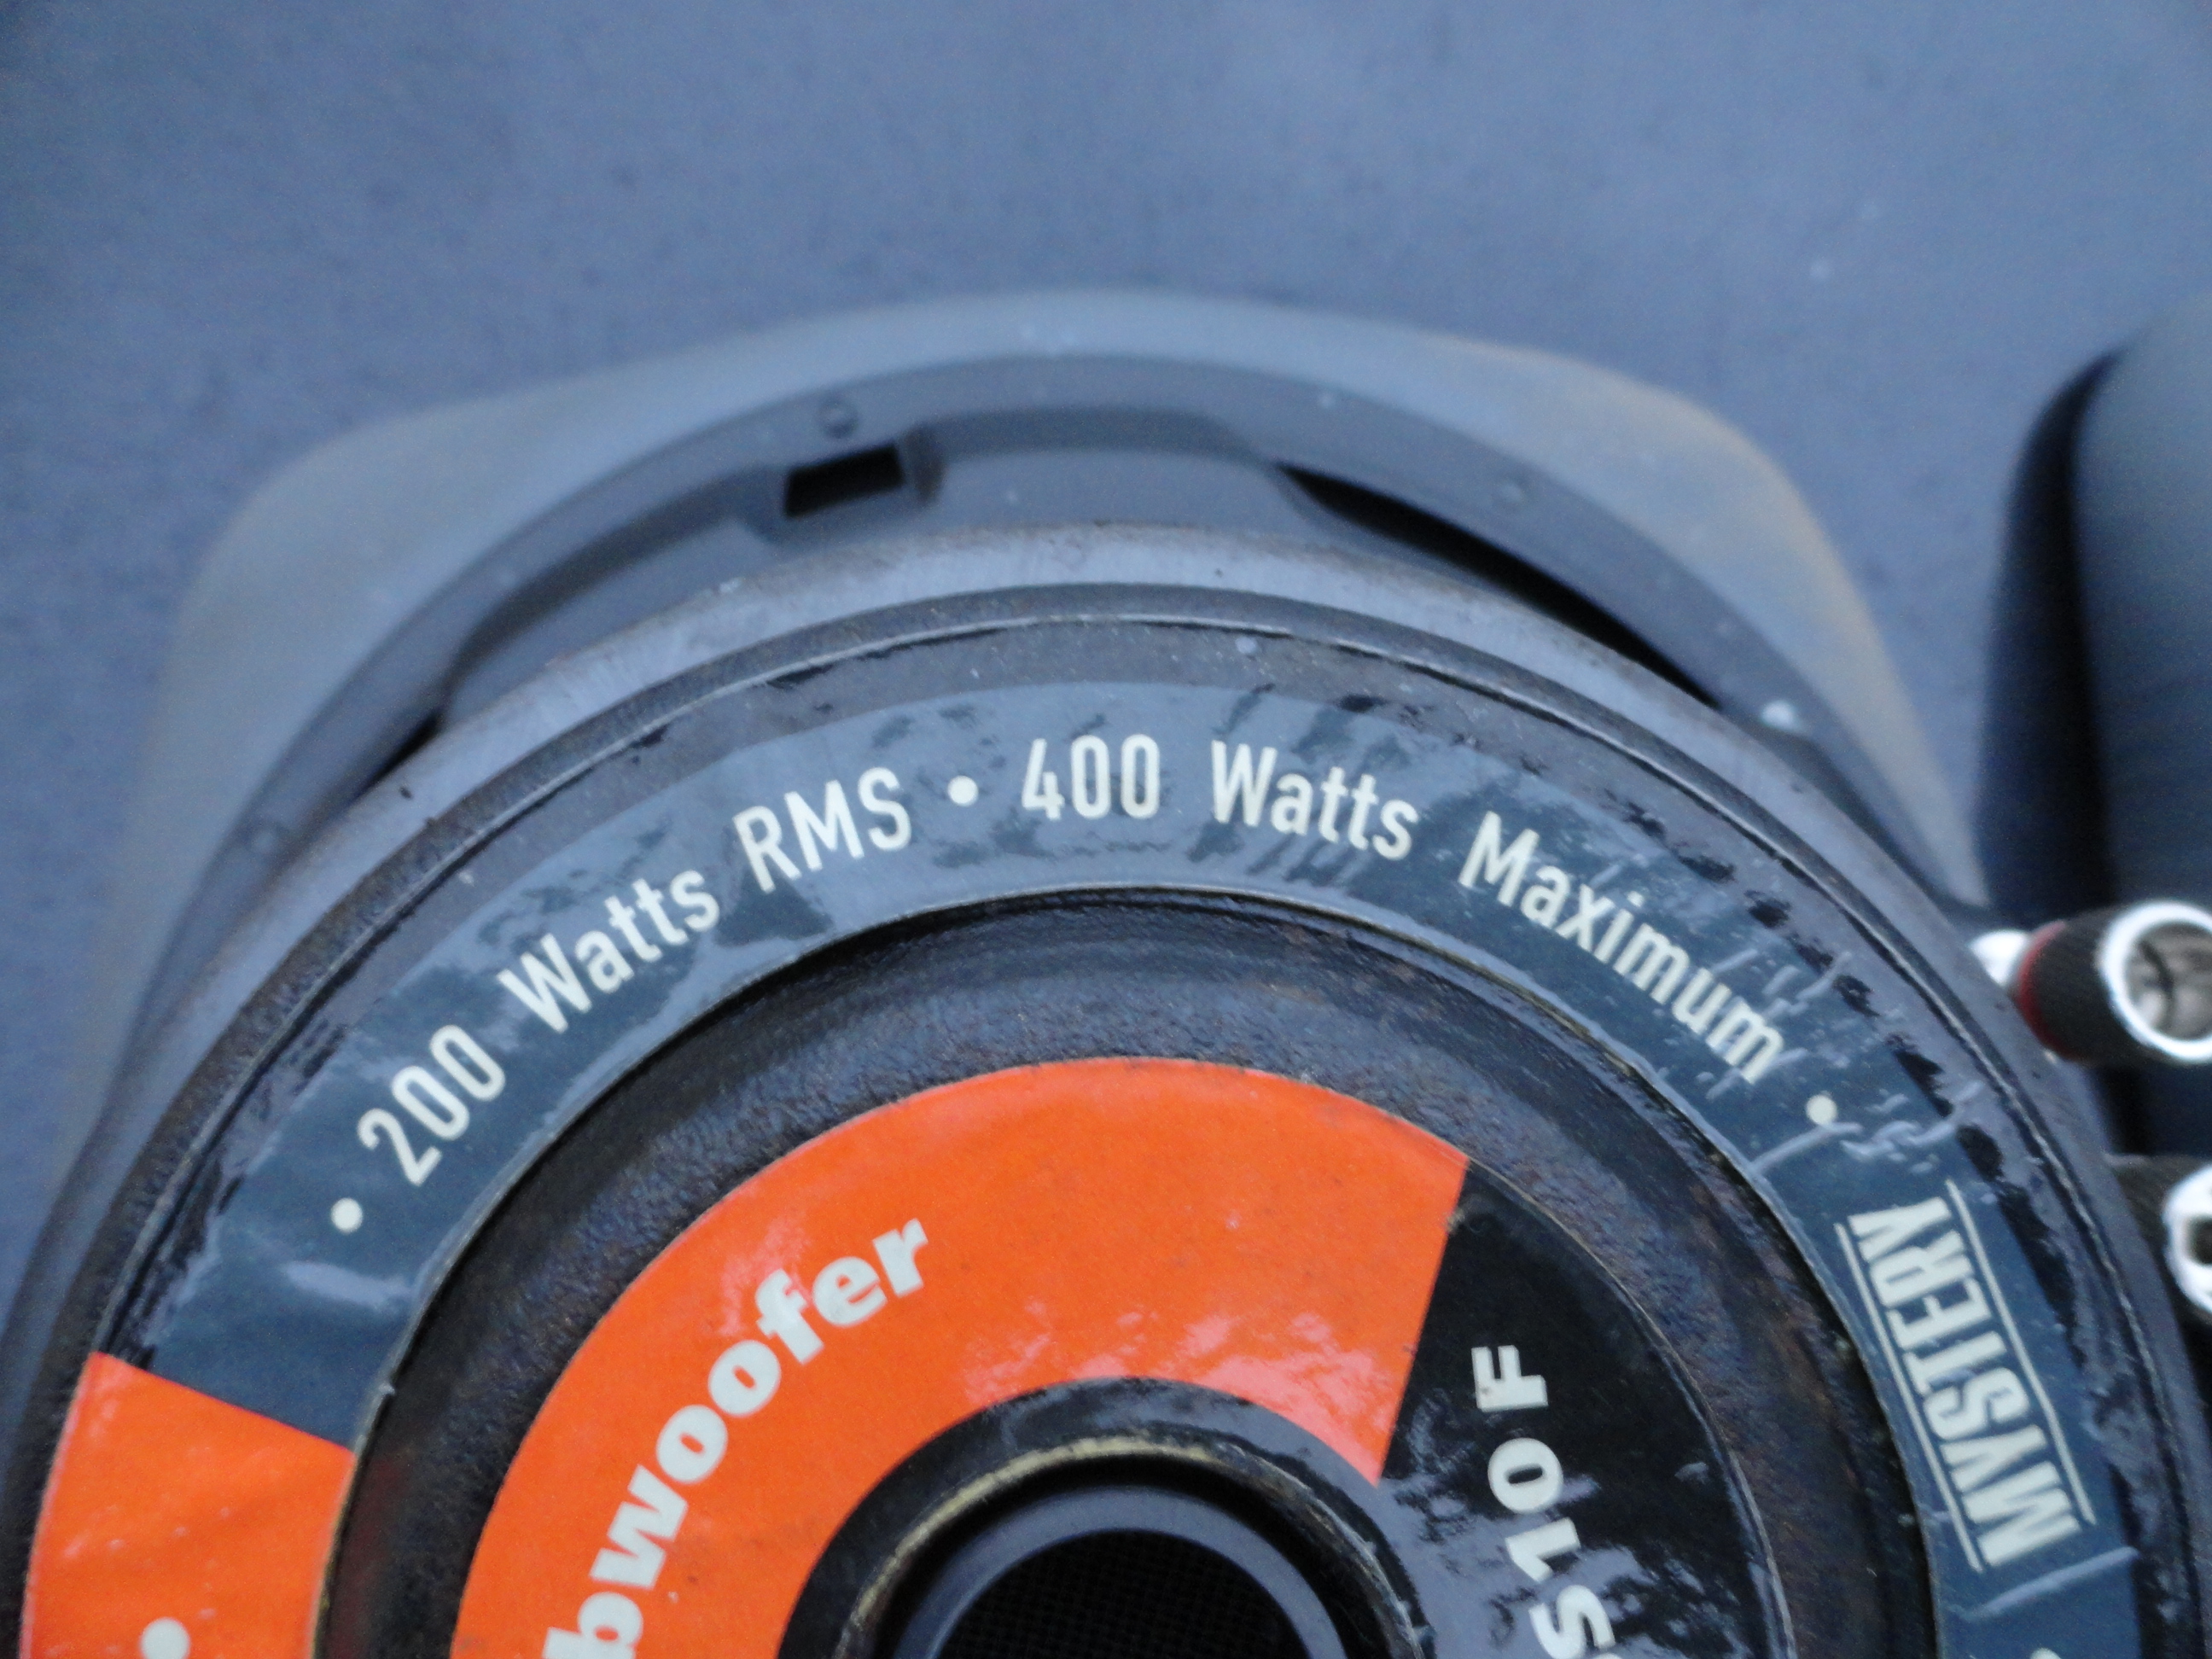 • 200 Watts RMS • 400 Watts Maximum •
MYSTERY
bwoofer
S10F